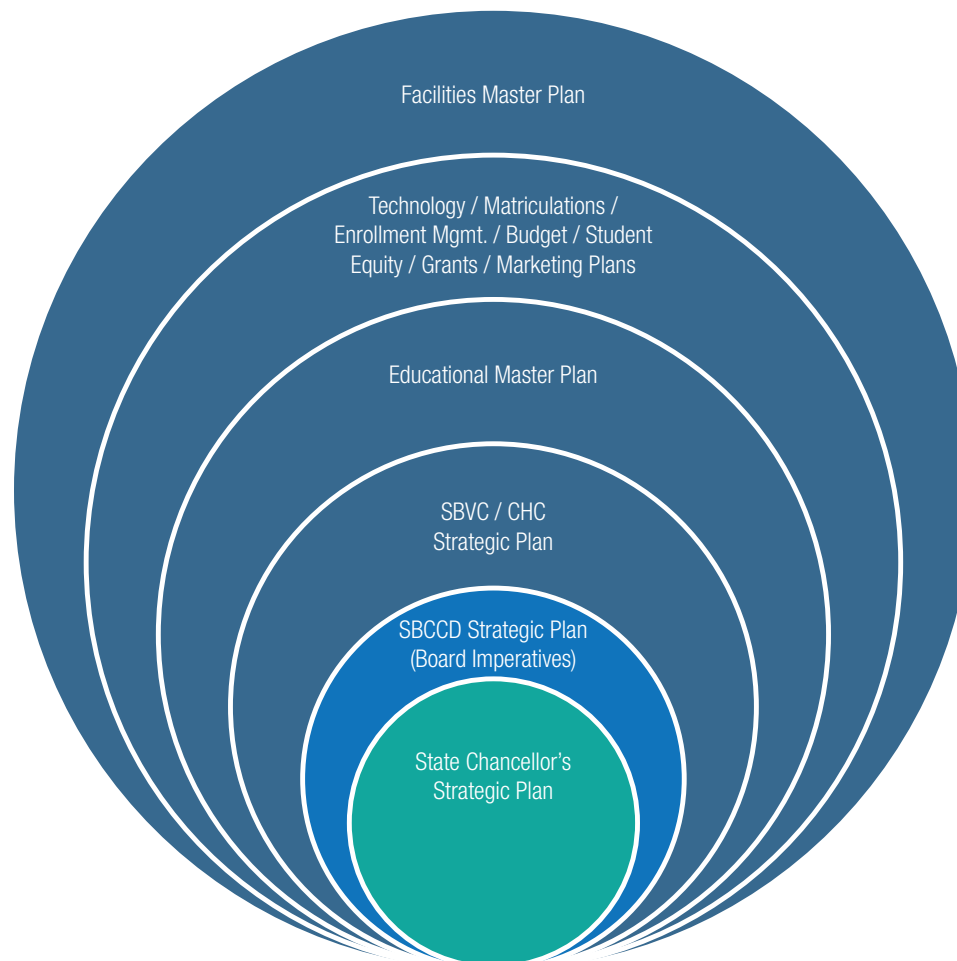 Facilities Master Plan
Technology / Matriculations /
Enrollment Mgmt. / Budget / Student
Equity / Grants / Marketing Plans
Educational Master Plan
SBVC / CHC
Strategic Plan
SBCCD Strategic Plan
(Board Imperatives)
State Chancellor’s
Strategic Plan